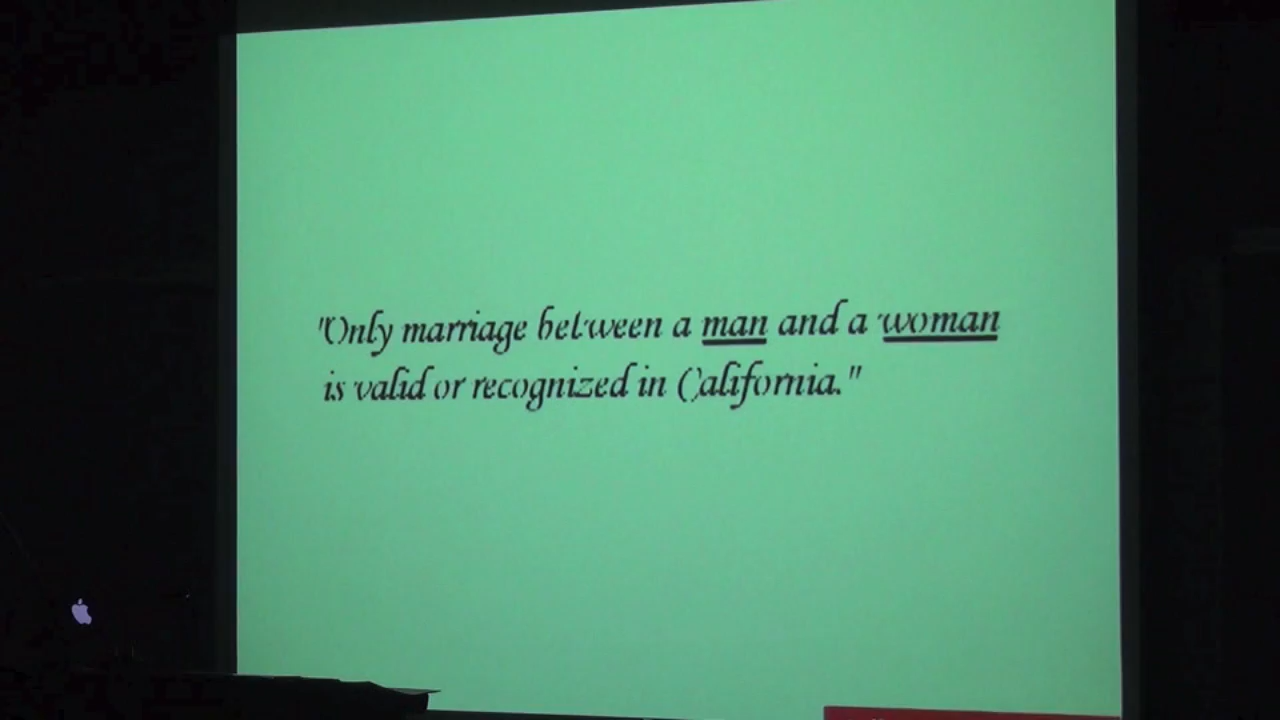 "Only marriage between a man and a woman
is valid or recognized in California."